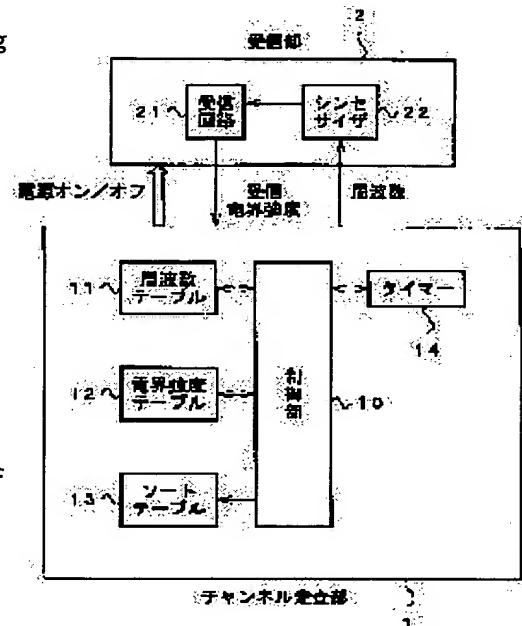 g
2
受信部
21
受信
回路
シンセ
サイザ
22
電源オン/オフ
受信
電界強度
周波数
11
周波数
テーブル
タイマー
14
12
電界強度
テーブル
制御部
10
13
ソート
テーブル
チャンネル定立部
1